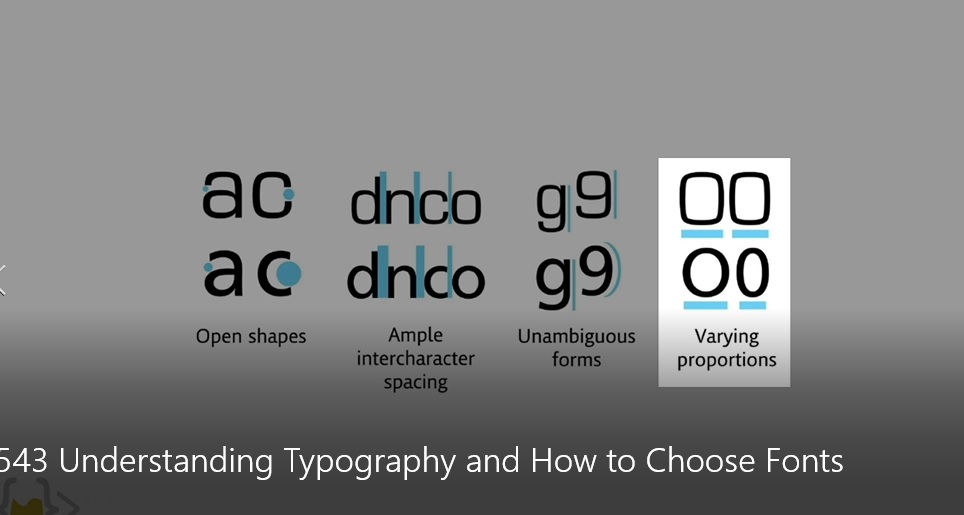 ac
dnco
g9
OO
ac
dnco
g9
O0
Open shapes
Ample
intercharacter
spacing
Unambiguous
forms
Varying
proportions
543 Understanding Typography and How to Choose Fonts